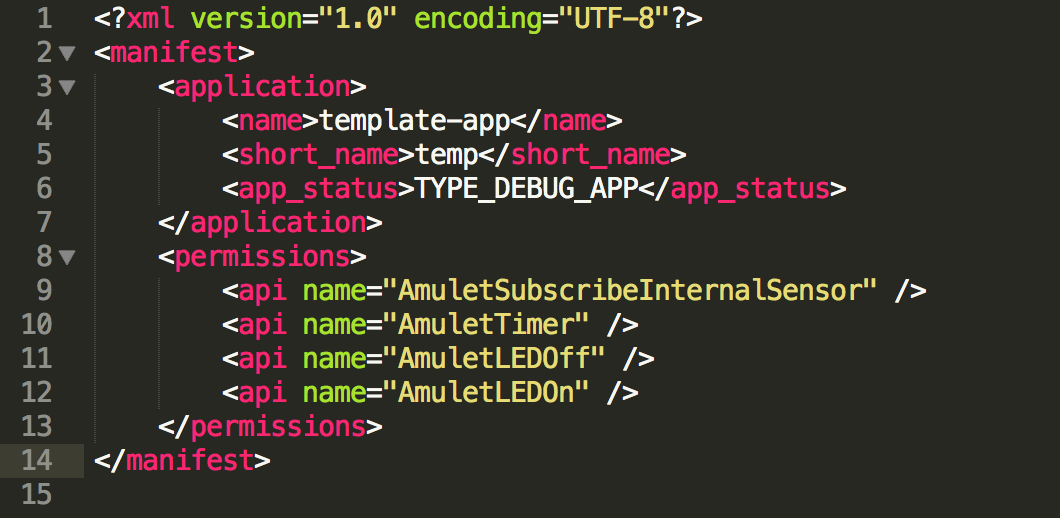 1 <?xml version="1.0" encoding="UTF-8"?>
2 <manifest>
3     <application>
4         <name>template-app</name>
5         <short_name>temp</short_name>
6         <app_status>TYPE_DEBUG_APP</app_status>
7     </application>
8     <permissions>
9         <api name="AmuletSubscribeInternalSensor" />
10         <api name="AmuletTimer" />
11         <api name="AmuletLEDOff" />
12         <api name="AmuletLEDOn" />
13     </permissions>
14 </manifest>
15